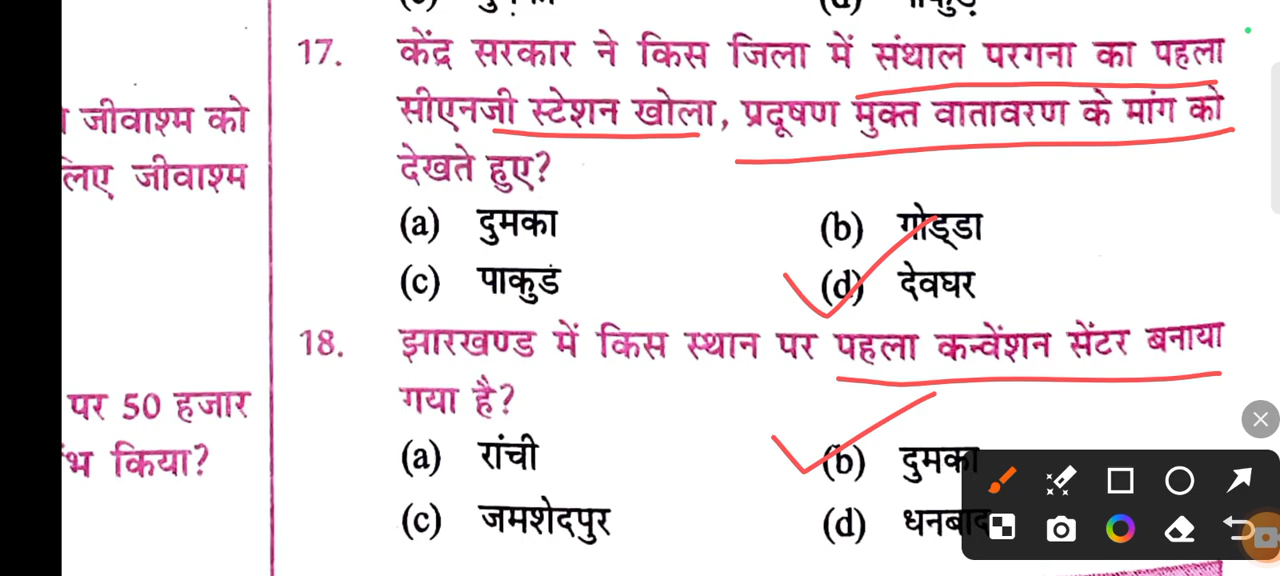 17. केंद्र सरकार ने किस जिला में संथाल परगना का पहला
जीवाश्म को
सीएनजी स्टेशन खोला, प्रदूषण मुक्त वातावरण के मांग को
लिए जीवाश्म
देखते हुए?
(a) दुमका (b) गोड्डा
(c) पाकुडं (d) देवघर
18. झारखण्ड में किस स्थान पर पहला कन्वेंशन सेंटर बनाया
पर 50 हजार
गया है?
किया?
(a) रांची (b) दुमका
(c) जमशेदपुर (d) धनबाद